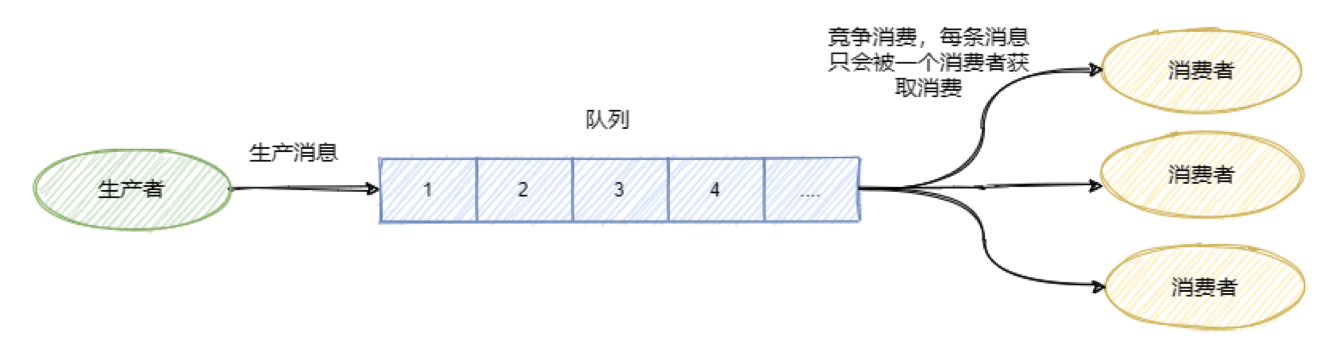 竞争消费，每条消息
只会被一个消费者获
取消费
消费者
队列
生产消息
生产者
1
2
3
4
....
消费者
消费者